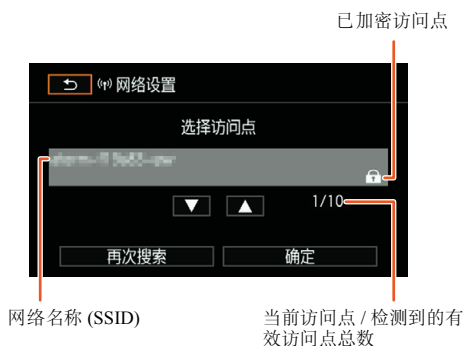 已加密访问点
网络设置
选择访问点
1/10
再次搜索
确定
网络名称 (SSID)
当前访问点 / 检测到的有
效访问点总数